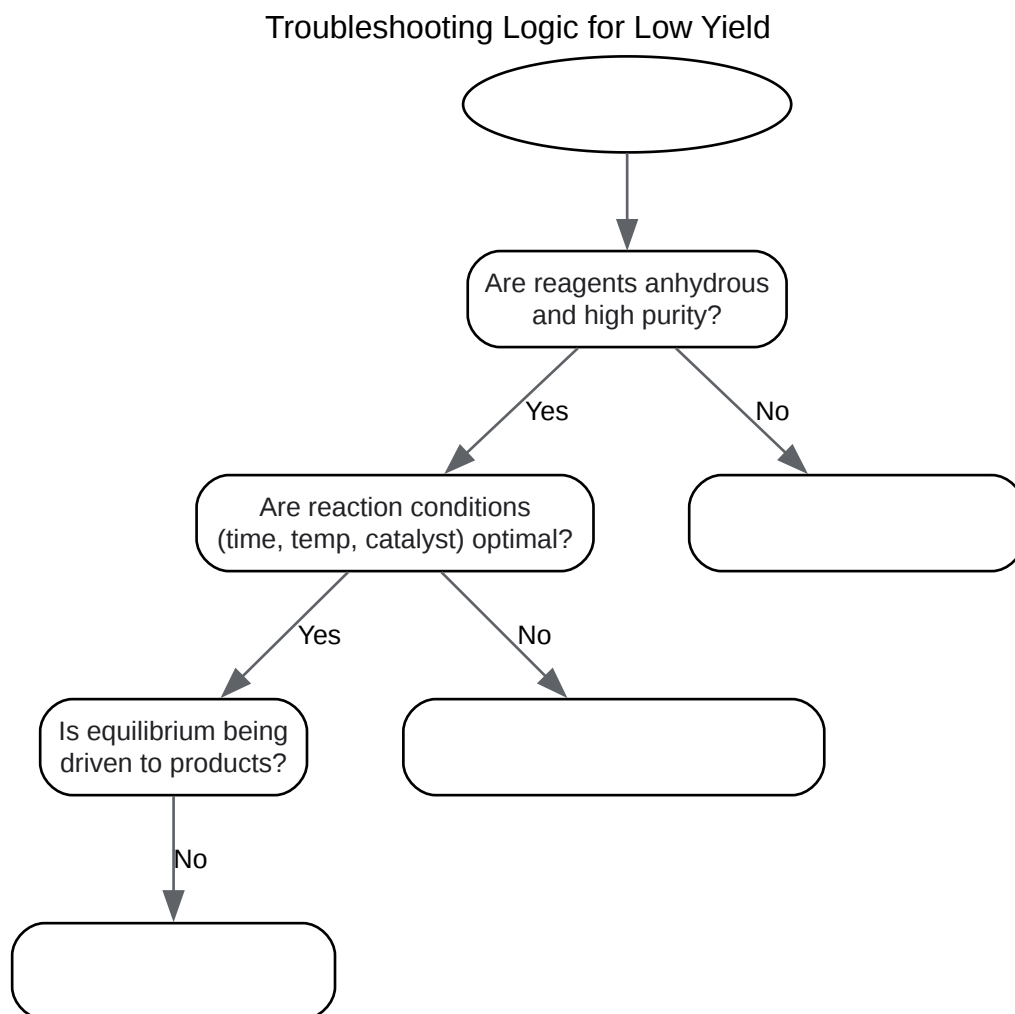 Troubleshooting Logic for Low Yield
Are reagents anhydrous
and high purity?
Yes
No
Are reaction conditions
(time, temp, catalyst) optimal?
Yes
No
Is equilibrium being
driven to products?
No